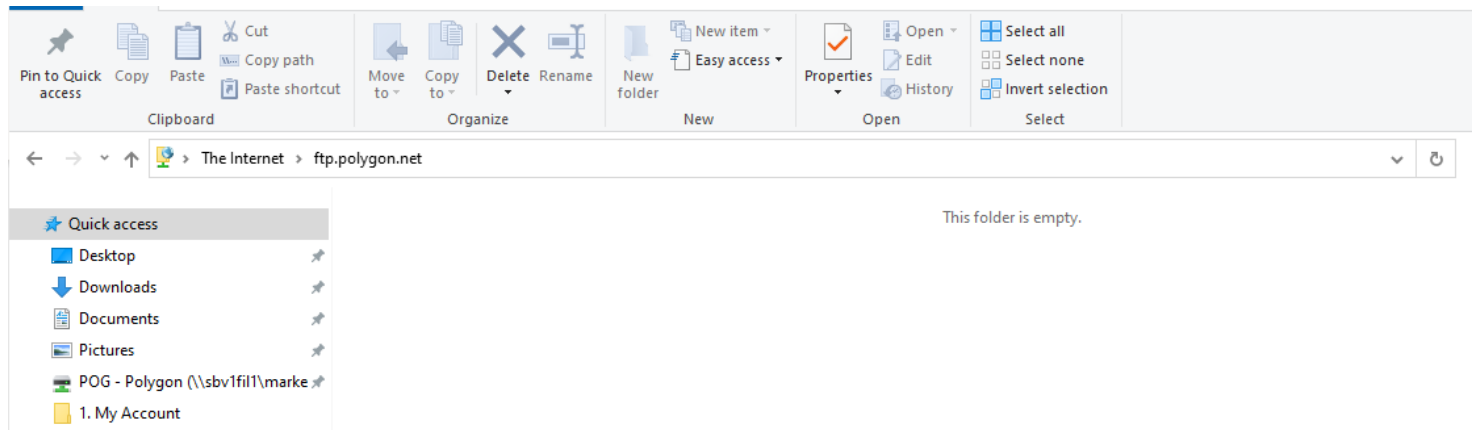 Pin to Quick access
Copy
Paste
Cut
Copy path
Paste shortcut
Clipboard
Move to
Copy to
Delete
Rename
Organize
New folder
New item
Easy access
New
Properties
Open
Edit
History
Open
Select all
Select none
Invert selection
Select
The Internet > ftp.polygon.net
This folder is empty.
Quick access
Desktop
Downloads
Documents
Pictures
POG - Polygon (\\sbv1fil1\marke
1. My Account